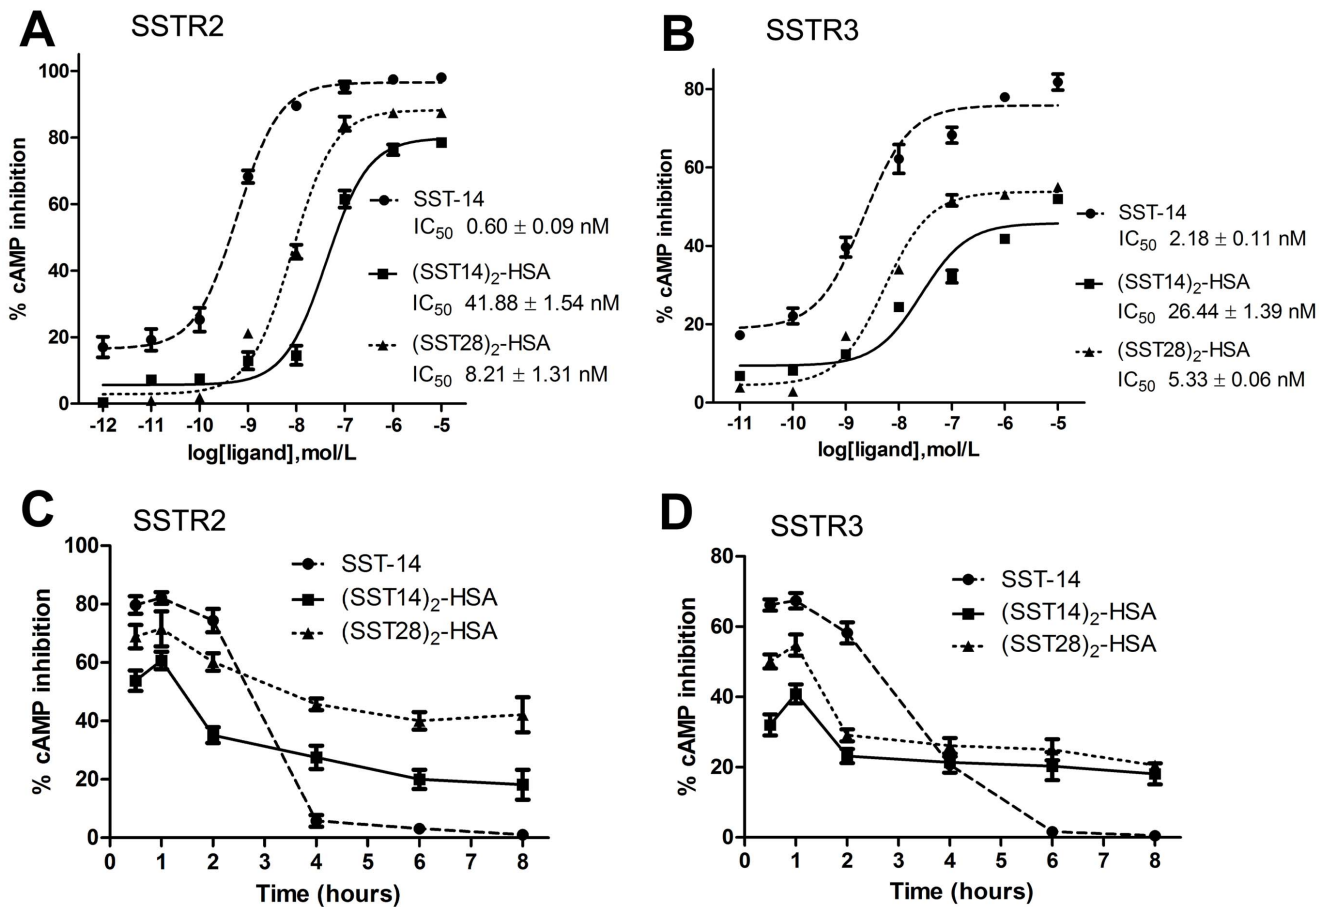 A
SSTR2
% cAMP inhibition
100
80
60
40
20
0
-12 -11 -10 -9 -8 -7 -6 -5
log[ligand],mol/L
SST-14
IC50 0.60 ± 0.09 nM
(SST14)2-HSA
IC50 41.88 ± 1.54 nM
(SST28)2-HSA
IC50 8.21 ± 1.31 nM
B
SSTR3
% cAMP inhibition
80
60
40
20
0
-11 -10 -9 -8 -7 -6 -5
log[ligand],mol/L
SST-14
IC50 2.18 ± 0.11 nM
(SST14)2-HSA
IC50 26.44 ± 1.39 nM
(SST28)2-HSA
IC50 5.33 ± 0.06 nM
C
SSTR2
% cAMP inhibition
100
80
60
40
20
0
0 1 2 3 4 5 6 7 8
Time (hours)
SST-14
(SST14)2-HSA
(SST28)2-HSA
D
SSTR3
% cAMP inhibition
80
60
40
20
0
0 1 2 3 4 5 6 7 8
Time (hours)
SST-14
(SST14)2-HSA
(SST28)2-HSA